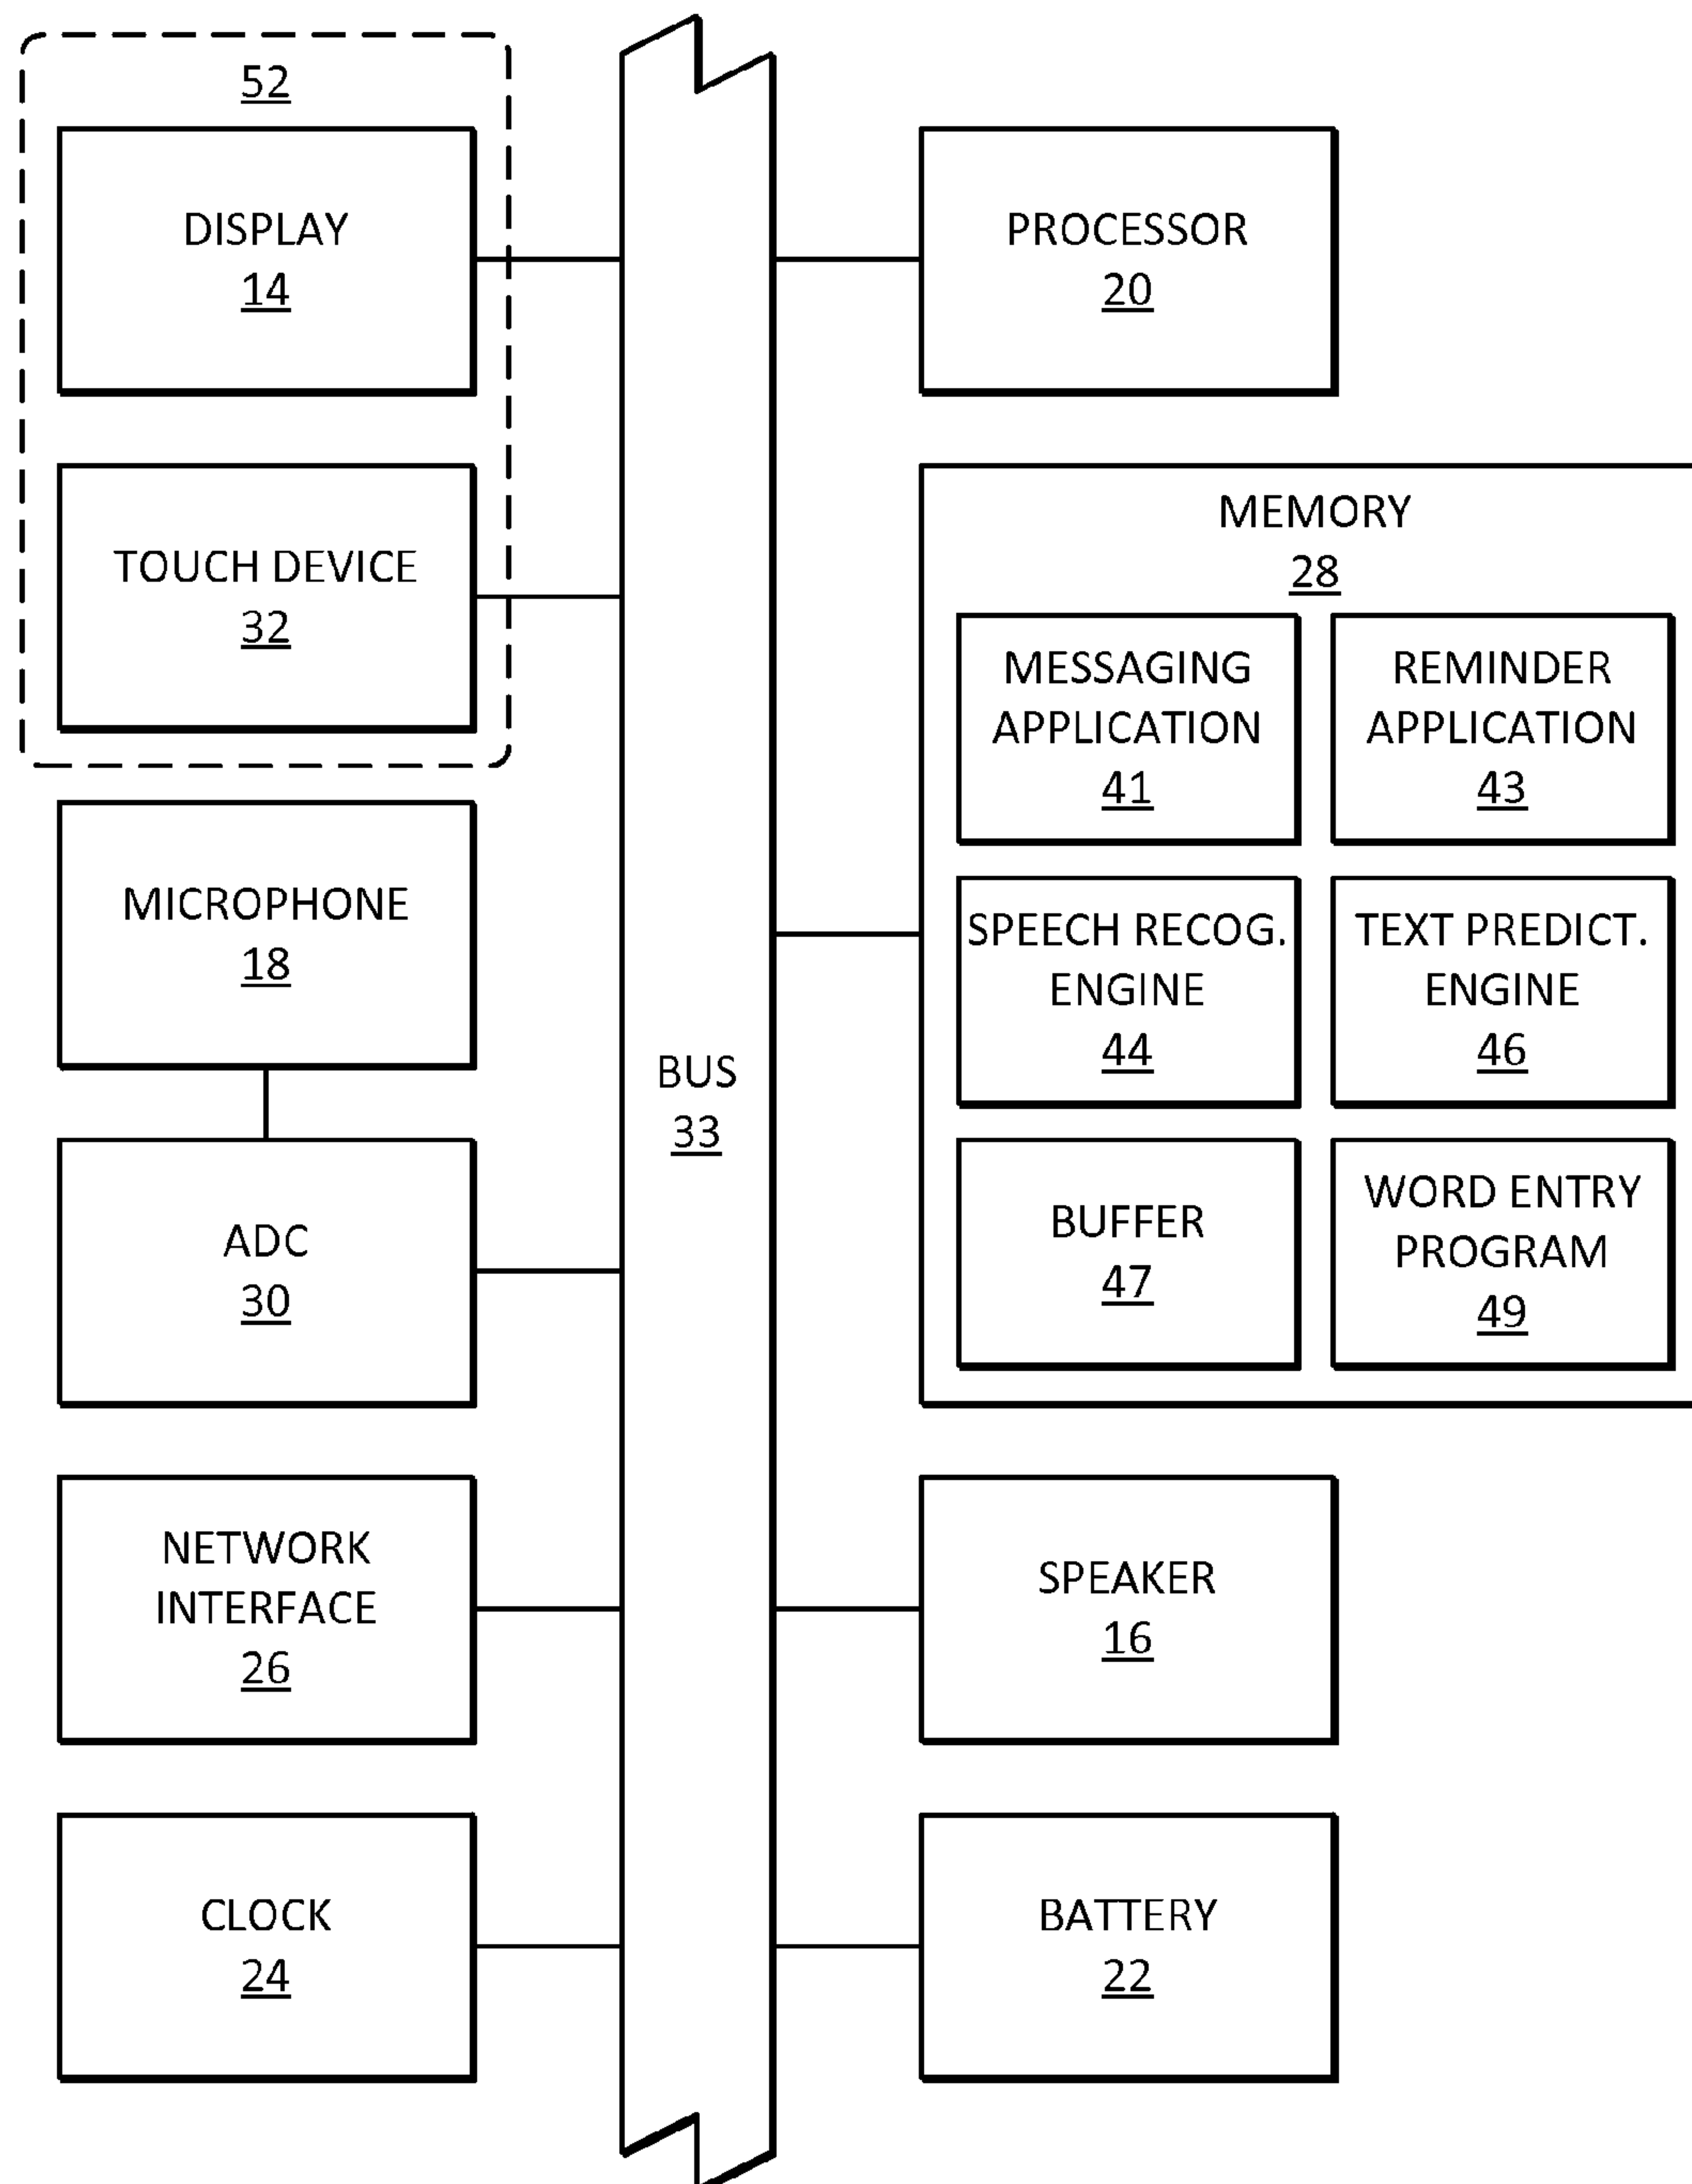 52
DISPLAY
14
TOUCH DEVICE
32
MICROPHONE
18
ADC
30
NETWORK
INTERFACE
26
CLOCK
24
BUS
33
PROCESSOR
20
MEMORY
28
MESSAGING
APPLICATION
41
REMINDER
APPLICATION
43
SPEECH RECOG.
ENGINE
44
TEXT PREDICT.
ENGINE
46
BUFFER
47
WORD ENTRY
PROGRAM
49
SPEAKER
16
BATTERY
22